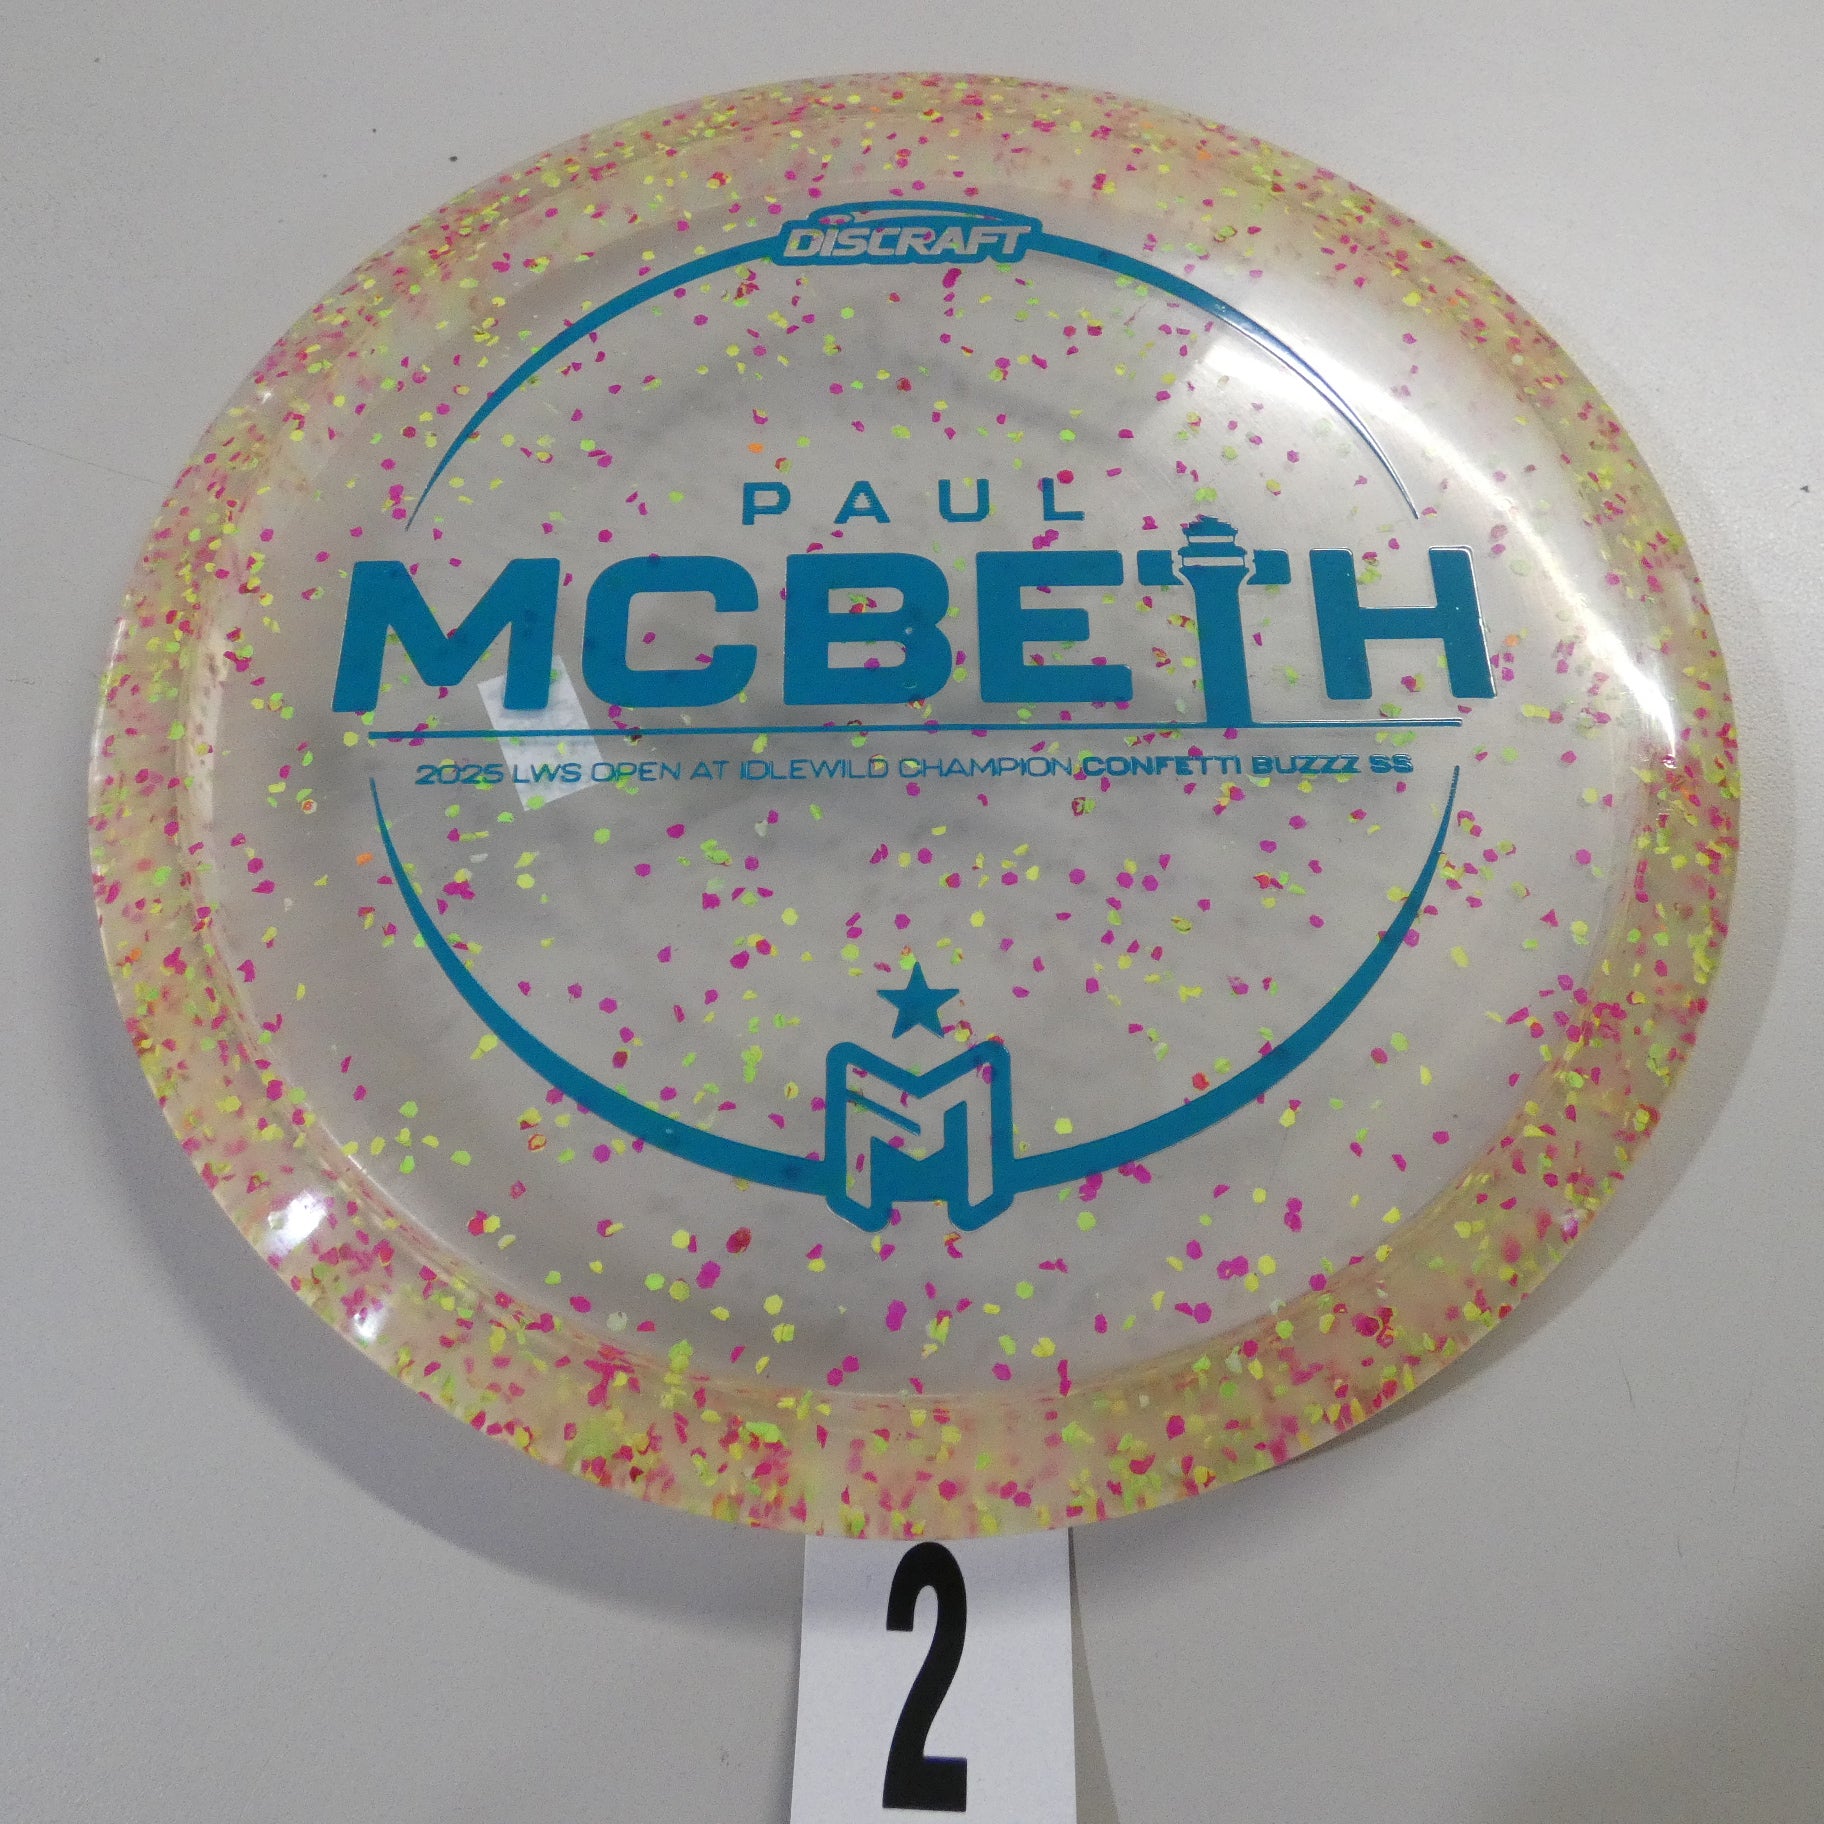 DISCRAFT
PAUL
MCBETH
2025 LWS OPEN AT IDLEWILD CHAMPION CONFETTI BUZZZ SS
M
2